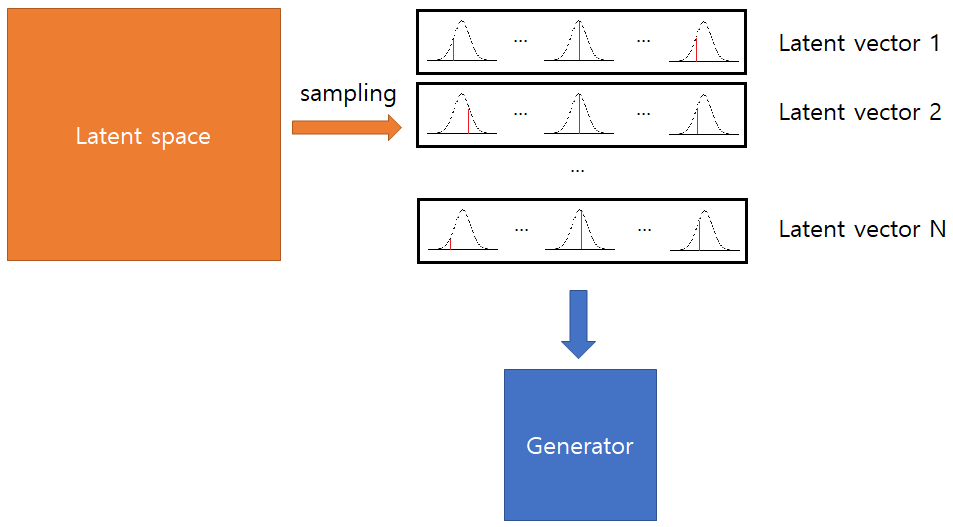 ... ...
Latent vector 1
sampling
Latent space
... ...
Latent vector 2
...
... ...
Latent vector N
Generator